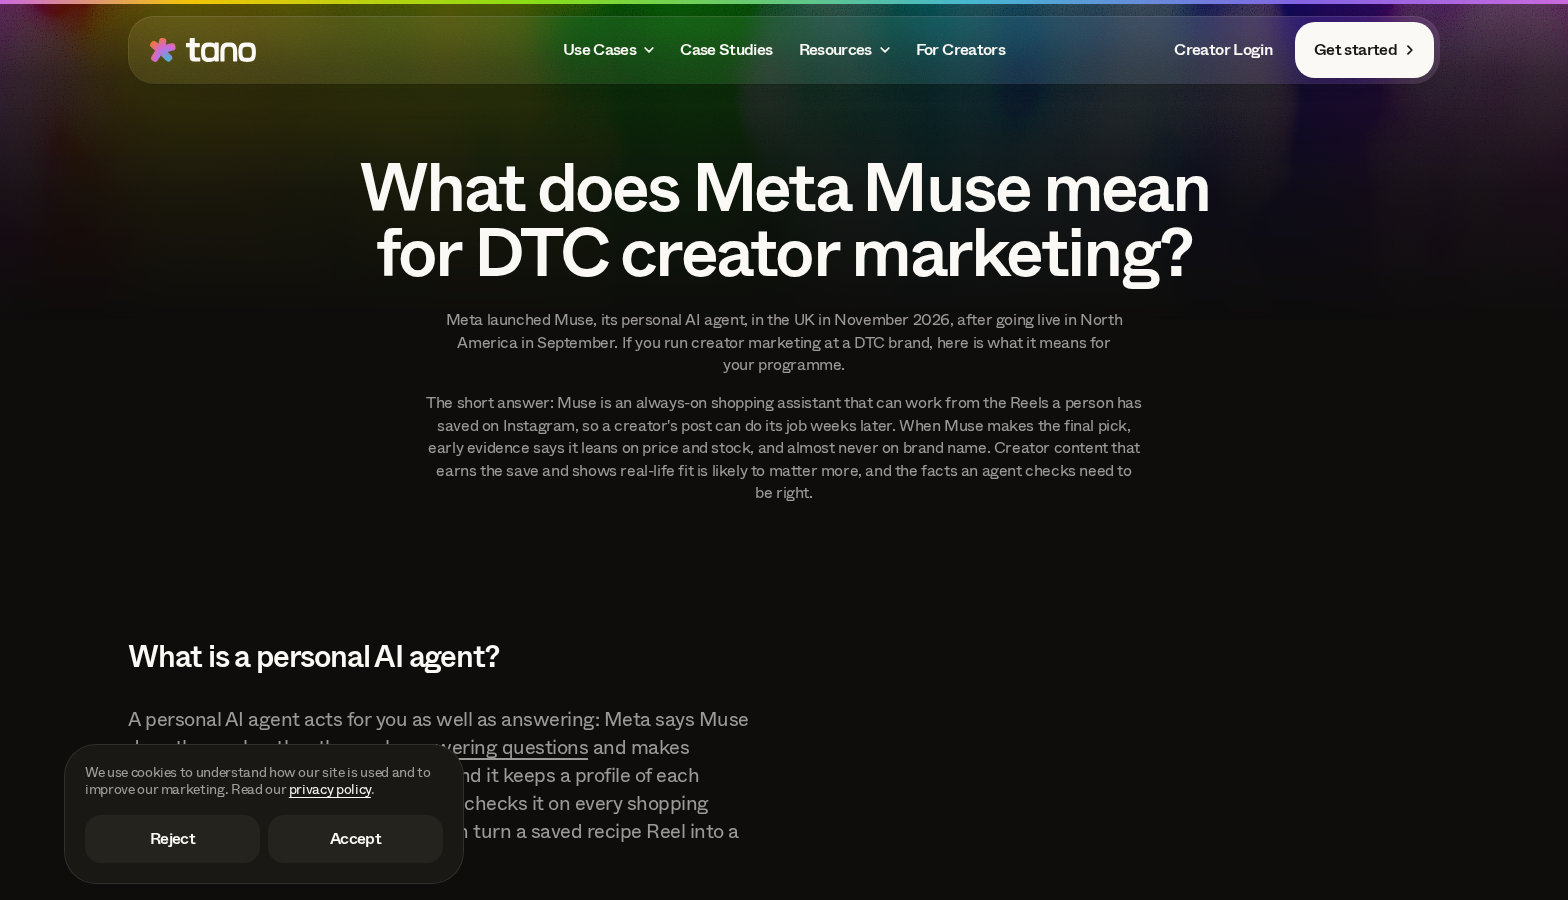 tano
Use Cases
Case Studies
Resources
For Creators
Creator Login
Get started
What does Meta Muse mean
for DTC creator marketing?
Meta launched Muse, its personal AI agent, in the UK in November 2026, after going live in North
America in September. If you run creator marketing at a DTC brand, here is what it means for
your programme.
The short answer: Muse is an always-on shopping assistant that can work from the Reels a person has
saved on Instagram, so a creator's post can do its job weeks later. When Muse makes the final pick,
early evidence says it leans on price and stock, and almost never on brand name. Creator content that
earns the save and shows real-life fit is likely to matter more, and the facts an agent checks need to
be right.
What is a personal AI agent?
A personal AI agent acts for you as well as answering: Meta says Muse
questions and makes
it keeps a profile of each
checks it on every shopping
turn a saved recipe Reel into a
We use cookies to understand how our site is used and to
improve our marketing. Read our privacy policy.
Reject
Accept